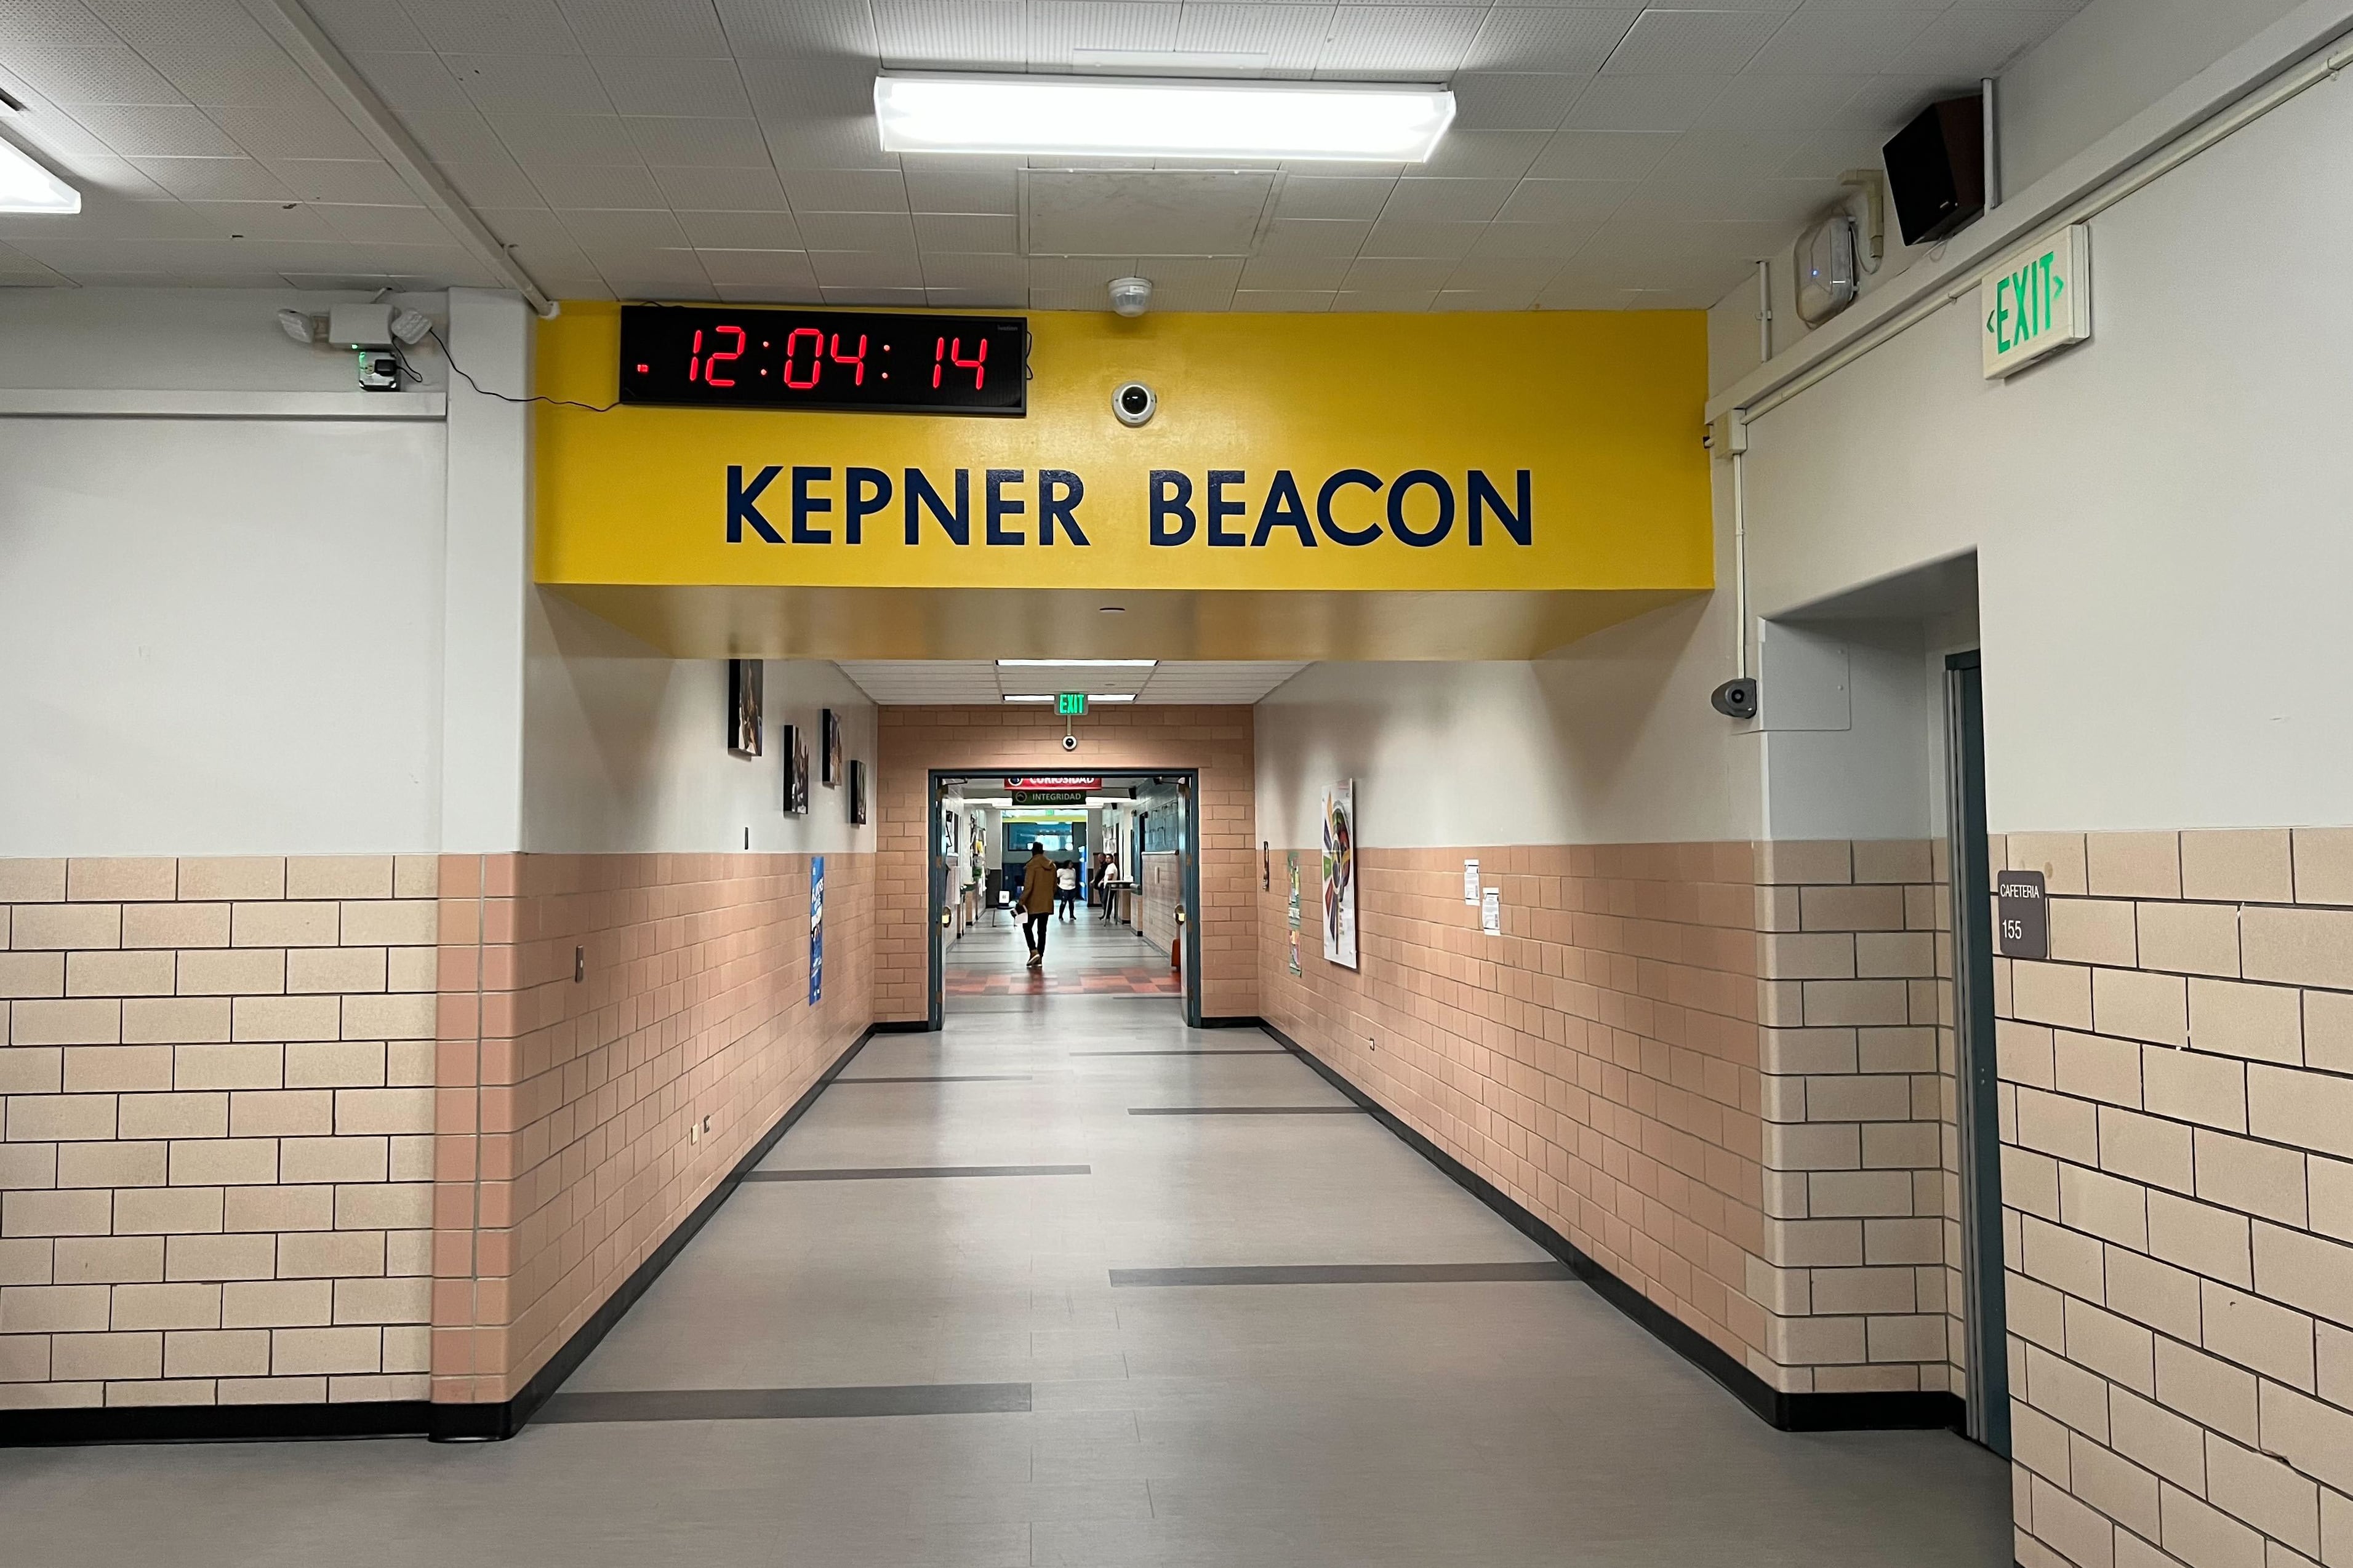 12:04:14
EXIT
KEPNER BEACON
EXIT
CURIOSIDAD
INTEGRIDAD
CAFETERIA
155